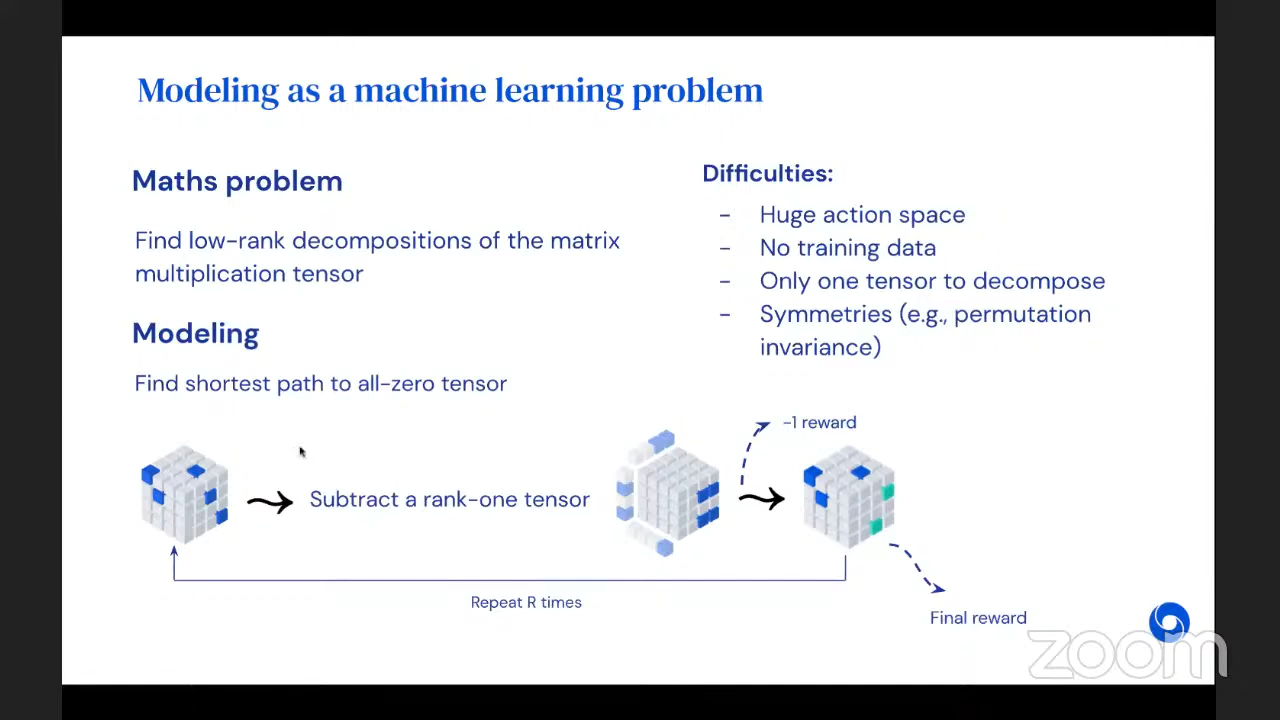 Modeling as a machine learning problem
Maths problem
Find low-rank decompositions of the matrix
multiplication tensor
Modeling
Find shortest path to all-zero tensor
Difficulties:
- Huge action space
- No training data
- Only one tensor to decompose
- Symmetries (e.g., permutation
invariance)
-1 reward
Subtract a rank-one tensor
Repeat R times
Final reward
zoom